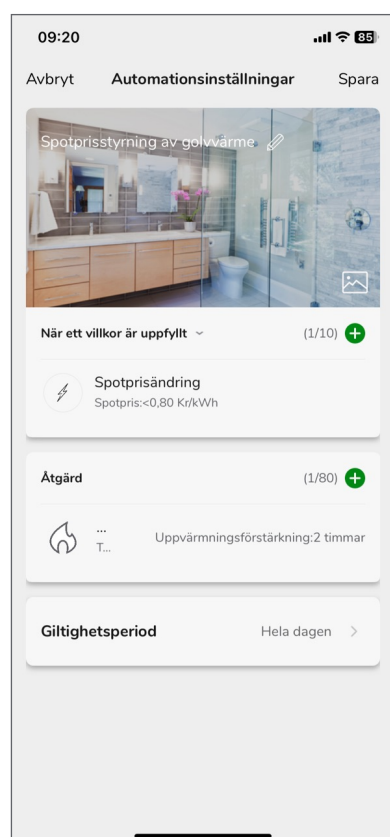 09:20
85
Avbryt Automationsinställningar Spara
Spotprisstyrning av golvvärme
När ett villkor är uppfyllt (1/10)
Spotprisändring
Spotpris:<0,80 Kr/kWh
Åtgärd (1/80)
...
T...
Uppvärmningsförstärkning:2 timmar
Giltighetsperiod Hela dagen